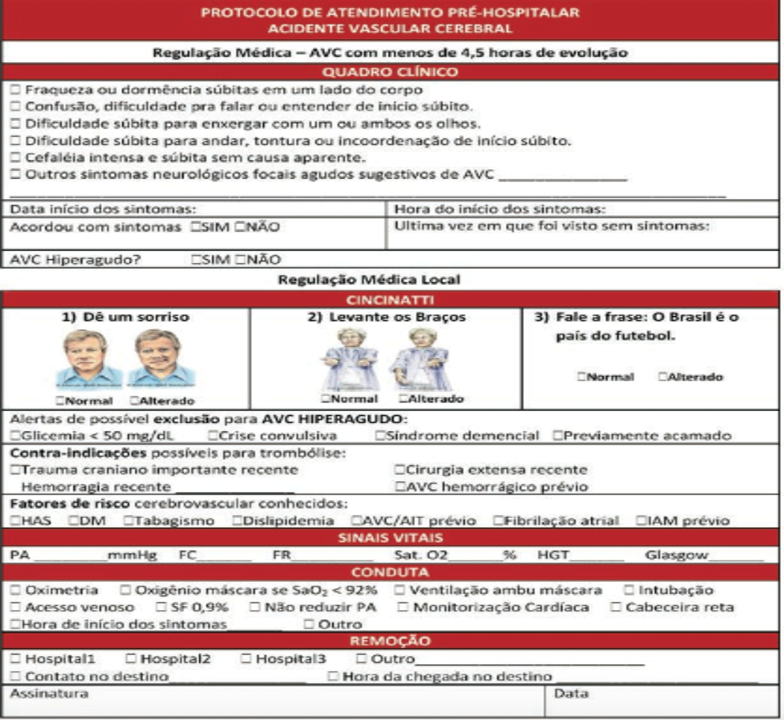 PROTOCOLO DE ATENDIMENTO PRÉ-HOSPITALAR
ACIDENTE VASCULAR CEREBRAL
Regulação Médica – AVC com menos de 4,5 horas de evolução
QUADRO CLÍNICO
☐ Fraqueza ou dormência súbitas em um lado do corpo
☐ Confusão, dificuldade pra falar ou entender de inicio súbito.
☐ Dificuldade súbita para enxergar com um ou ambos os olhos.
☐ Dificuldade súbita para andar, tontura ou incoordenação de início súbito.
☐ Cefaléia intensa e súbita sem causa aparente.
☐ Outros sintomas neurológicos focais agudos sugestivos de AVC _______________
Data início dos sintomas: Hora do início dos sintomas:
Acordou com sintomas ☐SIM ☐NÃO Ultima vez em que foi visto sem sintomas:
AVC Hiperagudo? ☐SIM ☐NÃO
Regulação Médica Local
CINCINATTI
1) Dê um sorriso 2) Levante os Braços 3) Fale a frase: O Brasil é o
país do futebol.
☐Normal ☐Alterado ☐Normal ☐Alterado ☐Normal ☐Alterado
Alertas de possível exclusão para AVC HIPERAGUDO:
☐Glicemia < 50 mg/dL ☐Crise convulsiva ☐Síndrome demencial ☐Previamente acamado
Contra-indicações possíveis para trombólise:
☐Trauma craniano importante recente ☐Cirurgia extensa recente
Hemorragia recente _______________ ☐AVC hemorrágico prévio
Fatores de risco cerebrovascular conhecidos:
☐HAS ☐DM ☐Tabagismo ☐Dislipidemia ☐AVC/AIT prévio ☐Fibrilação atrial ☐IAM prévio
SINAIS VITAIS
PA _________mmHg FC_______ FR_________ Sat. O2_______% HGT_______ Glasgow_______
CONDUTA
☐ Oximetria ☐ Oxigênio máscara se SaO₂ < 92% ☐ Ventilação ambu máscara ☐ Intubação
☐ Acesso venoso ☐ SF 0,9% ☐ Não reduzir PA ☐ Monitorização Cardíaca ☐ Cabeceira reta
☐Hora de início dos sintomas_______ ☐ Outro
REMOÇÃO
☐ Hospital1 ☐ Hospital2 ☐ Hospital3 ☐ Outro____________________________
☐ Contato no destino_________________ ☐ Hora da chegada no destino ______________________
Assinatura Data